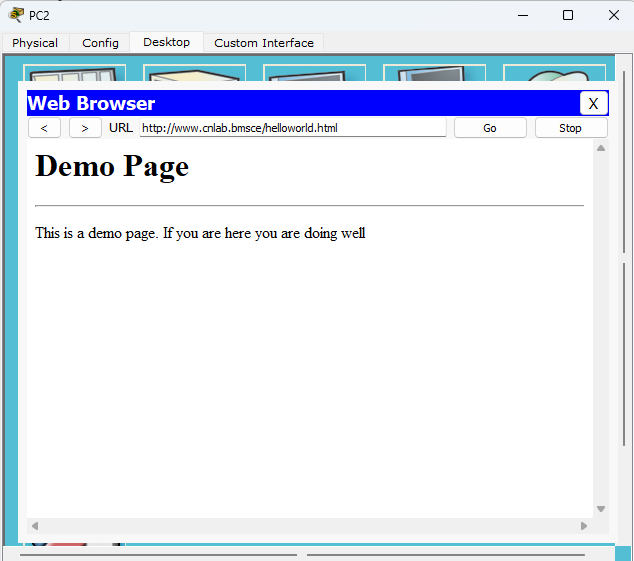 PC2
Physical Config Desktop Custom Interface
Web Browser X
< > URL http://www.cnlab.bmsce/helloworld.html Go Stop
Demo Page
This is a demo page. If you are here you are doing well